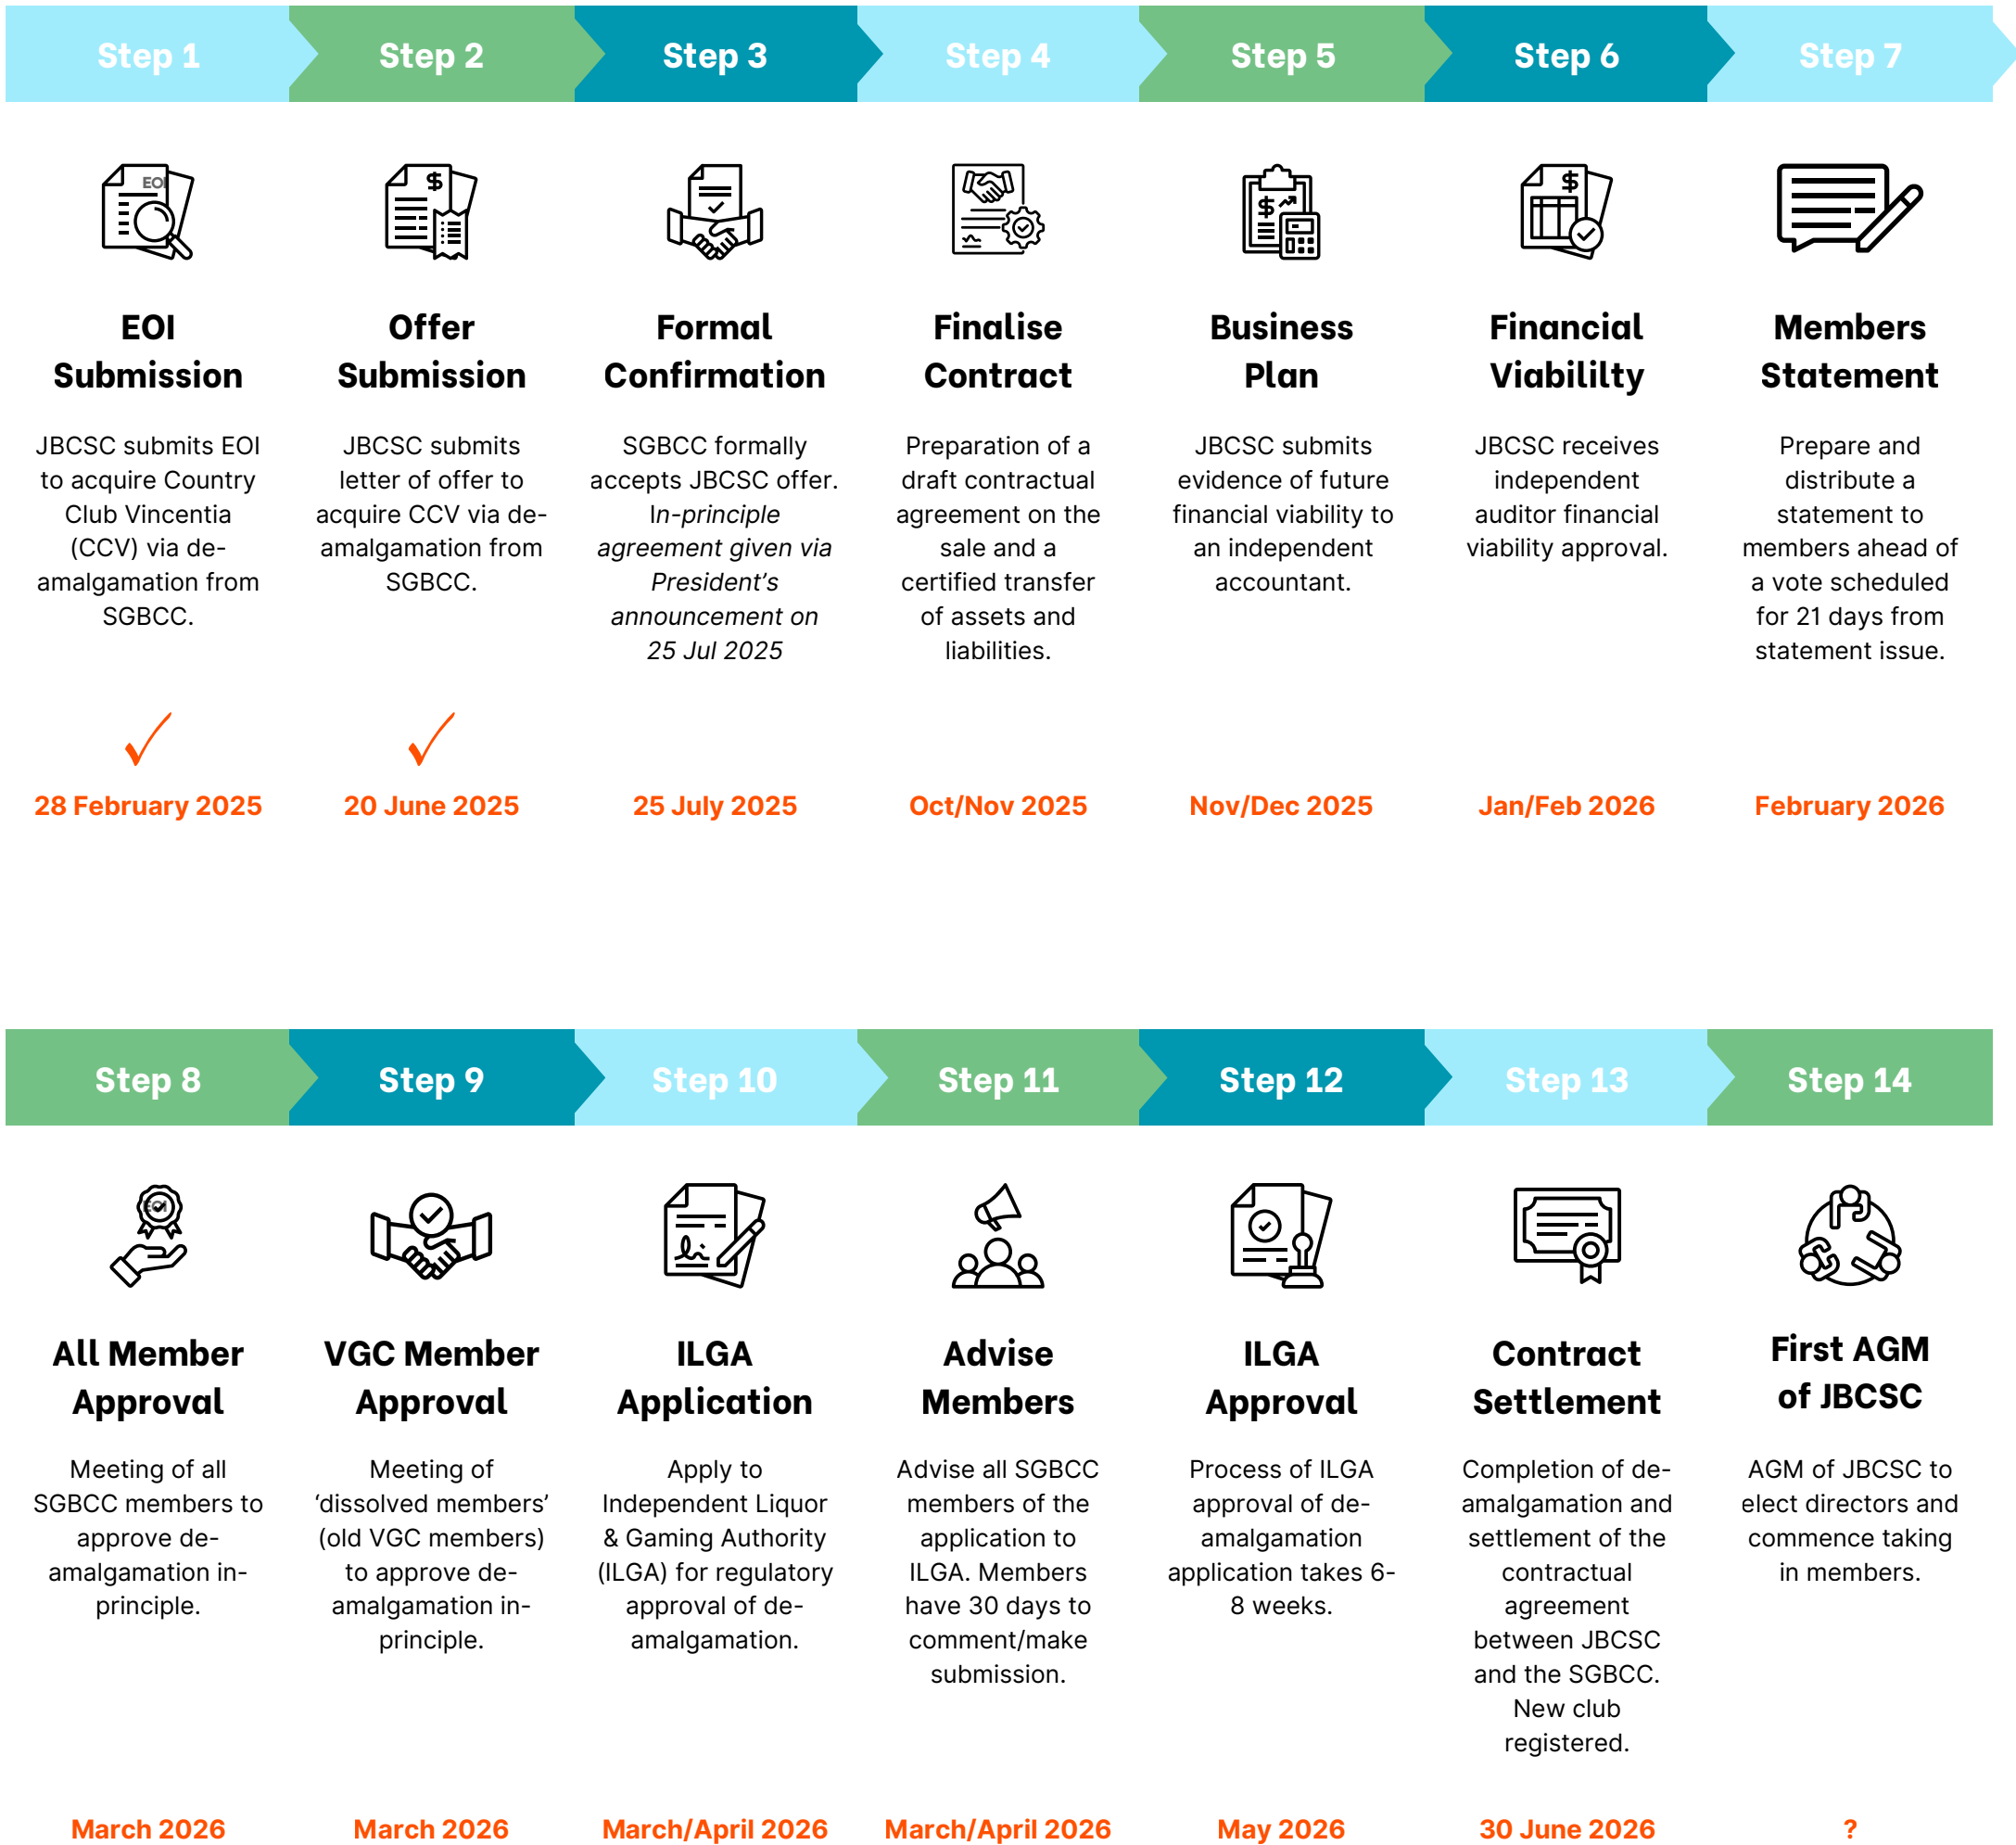 Step 1
Step 2
Step 3
Step 4
Step 5
Step 6
Step 7
EOI
EOI
Submission
JBCSC submits EOI
to acquire Country
Club Vincentia
(CCV) via de-
amalgamation from
SGBCC.
28 February 2025
$
Offer
Submission
JBCSC submits
letter of offer to
acquire CCV via de-
amalgamation from
SGBCC.
20 June 2025
Formal
Confirmation
SGBCC formally
accepts JBCSC offer.
In-principle
agreement given via
President’s
announcement on
25 Jul 2025
25 July 2025
Finalise
Contract
Preparation of a
draft contractual
agreement on the
sale and a
certified transfer
of assets and
liabilities.
Oct/Nov 2025
$
Business
Plan
JBCSC submits
evidence of future
financial viability to
an independent
accountant.
Nov/Dec 2025
$
Financial
Viabililty
JBCSC receives
independent
auditor financial
viability approval.
Jan/Feb 2026
Members
Statement
Prepare and
distribute a
statement to
members ahead of
a vote scheduled
for 21 days from
statement issue.
February 2026
Step 8
Step 9
Step 10
Step 11
Step 12
Step 13
Step 14
EOI
All Member
Approval
Meeting of all
SGBCC members to
approve de-
amalgamation in-
principle.
March 2026
VGC Member
Approval
Meeting of
‘dissolved members’
(old VGC members)
to approve de-
amalgamation in-
principle.
March 2026
ILGA
Application
Apply to
Independent Liquor
& Gaming Authority
(ILGA) for regulatory
approval of de-
amalgamation.
March/April 2026
Advise
Members
Advise all SGBCC
members of the
application to
ILGA. Members
have 30 days to
comment/make
submission.
March/April 2026
ILGA
Approval
Process of ILGA
approval of de-
amalgamation
application takes 6-
8 weeks.
May 2026
Contract
Settlement
Completion of de-
amalgamation and
settlement of the
contractual
agreement
between JBCSC
and the SGBCC.
New club
registered.
30 June 2026
First AGM
of JBCSC
AGM of JBCSC to
elect directors and
commence taking
in members.
?